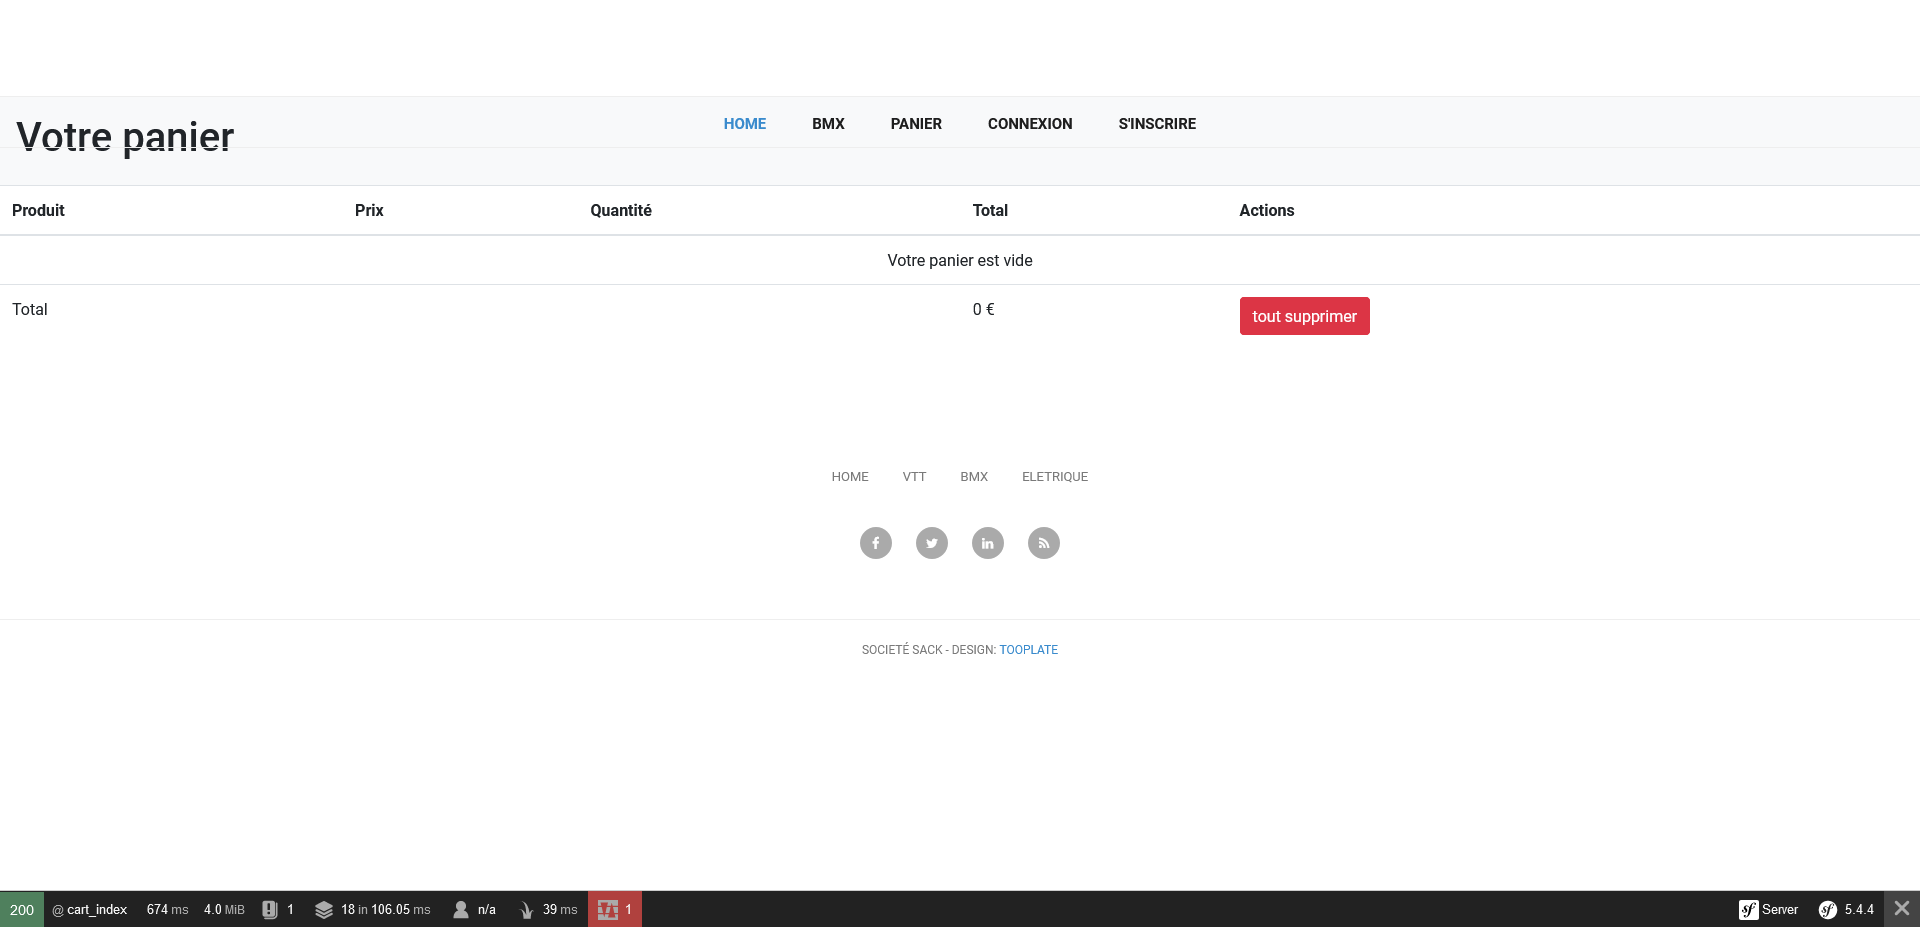 HOME BMX PANIER CONNEXION S'INSCRIRE
Votre panier
Produit Prix Quantité Total Actions
Votre panier est vide
Total 0 € tout supprimer
HOME VTT BMX ELETRIQUE
SOCIETÉ SACK - DESIGN: TOOPLATE
200 @ cart_index 674 ms 4.0 MiB 1 18 in 106.05 ms n/a 39 ms 1 sf Server sf 5.4.4